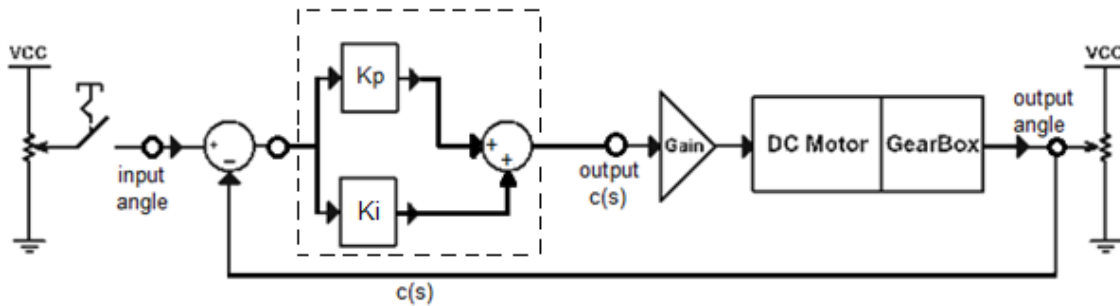 VCC
input
angle
+
−
Kp
Ki
+
+
output
c(s)
Gain
DC Motor
GearBox
output
angle
VCC
c(s)